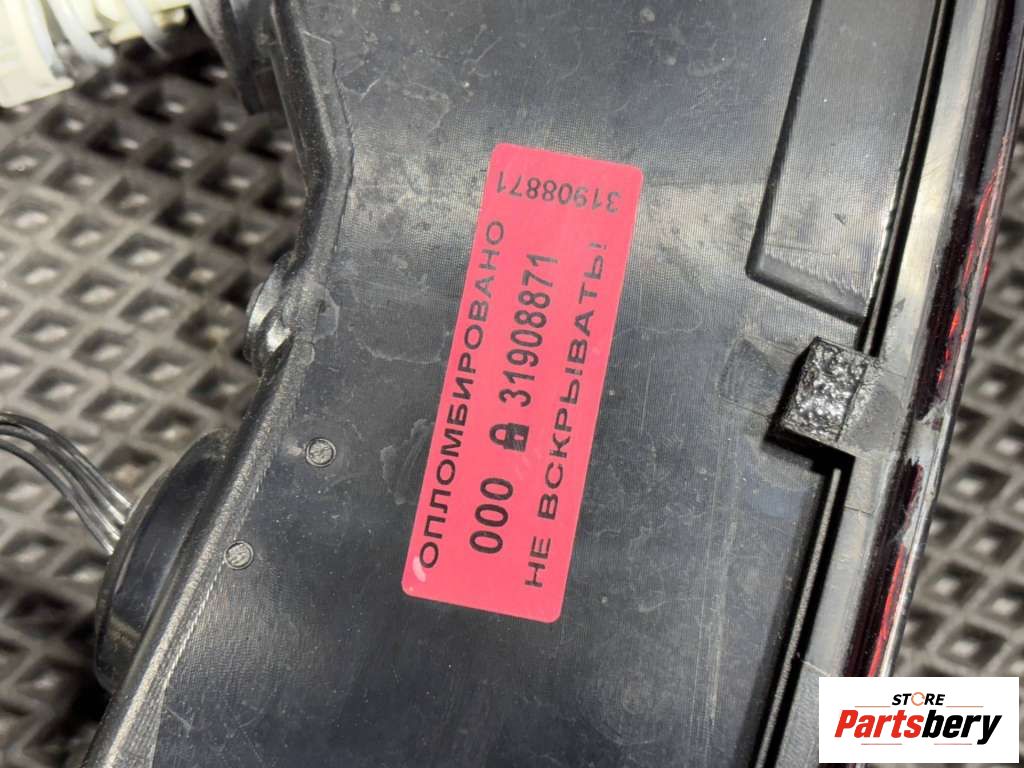 ОПЛОМБИРОВАНО
000 31908871
НЕ ВСКРЫВАТЬ!
31908871
STORE
Partsbery